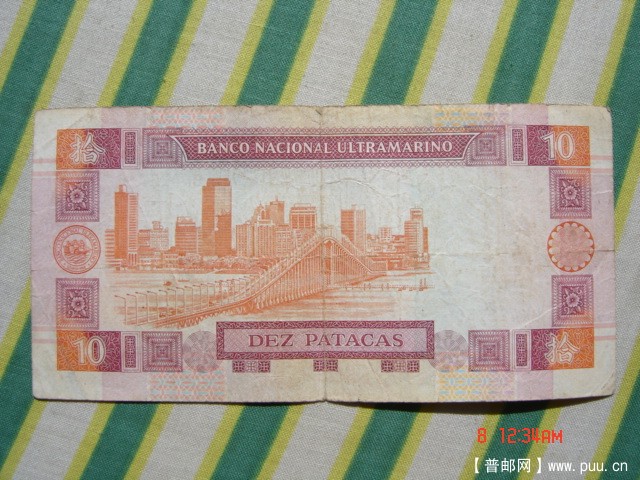 拾
BANCO NACIONAL ULTRAMARINO
10
10
DEZ PATACAS
拾
8 12:34AM
【普邮网】www.puu.cn